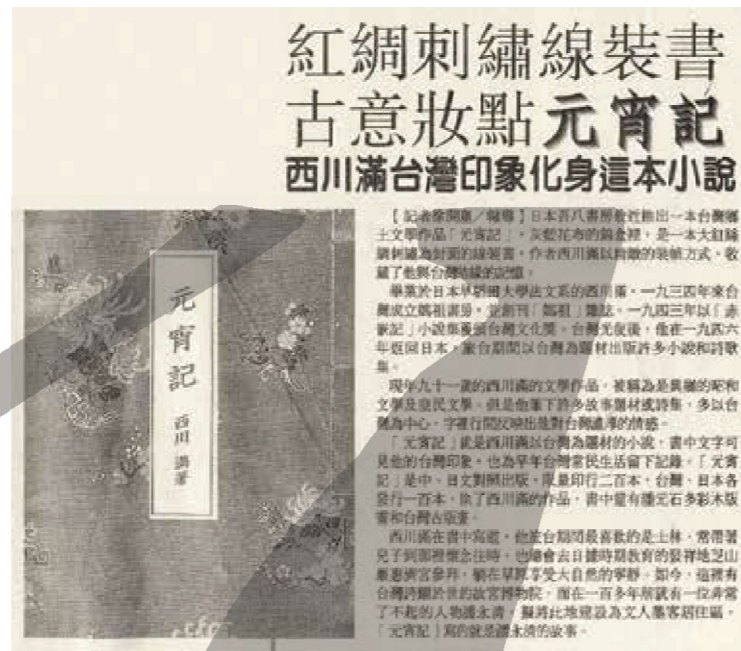 紅綢刺繡線裝書
古意妝點元宵記
西川滿台灣印象化身這本小說
元宵記
西川 滿著
【記者徐開塵／報導】日本吾八書房最近推出一本台灣鄉
土文學作品「元宵記」。灰藍花布的錦盒裡，是一本大紅絲
綢刺繡為封面的線裝書。作者西川滿以精緻的裝幀方式，收
藏了他與台灣結緣的記憶。
畢業於日本早稻田大學法文系的西川滿，一九三四年來台
灣成立媽祖書房，並創刊「媽祖」雜誌。一九四三年以「赤
嵌記」小說集獲頒台灣文化獎。台灣光復後，他在一九四六
年返回日本。旅台期間以台灣為題材出版許多小說和詩歌
集。
現年九十一歲的西川滿的文學作品，被稱為是異鄉的昭和
文學及庶民文學。但是他筆下許多故事題材或詩集，多以台
灣為中心，字裡行間反映出他對台灣濃厚的情感。
「元宵記」就是西川滿以台灣為題材的小說，書中文字可
見他的台灣印象，也為早年台灣常民生活留下記錄。「元宵
記」是中、日文對照出版，限量印行二百本，台灣、日本各
發行一百本，除了西川滿的作品，書中還有潘元石多彩木版
畫和台灣古版畫。
西川滿在書中寫道，他旅台期間最喜歡的是士林，常帶著
兒子到那裡懷念往時，也總會去日據時期教育的發祥地芝山
巖惠濟宮參拜，躺在草原享受大自然的寧靜。如今，這裡有
台灣誇耀於世的故宮博物院，而在一百多年前就有一位非常
了不起的人物潘永清，擬將此地建設為文人墨客居住區，
「元宵記」寫的就是潘永清的故事。